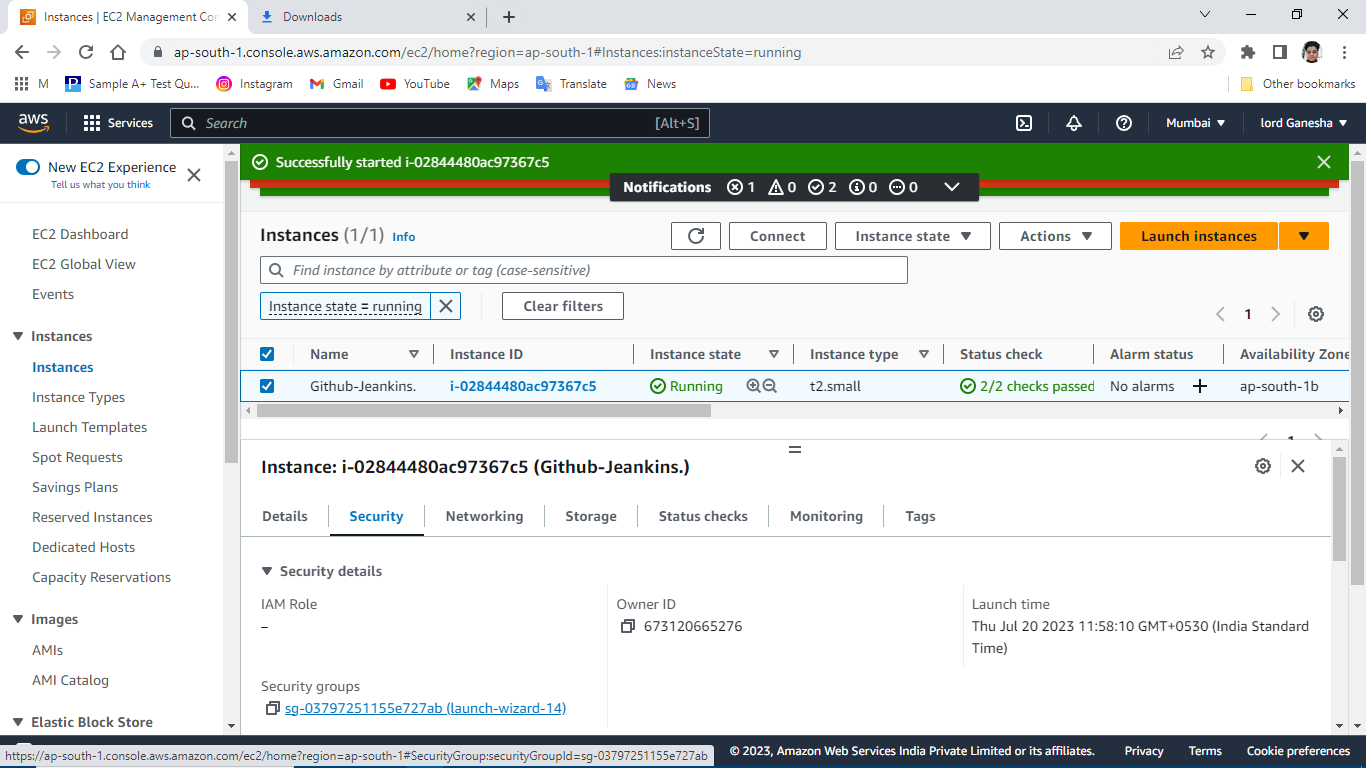 Instances | EC2 Management Con
Downloads
ap-south-1.console.aws.amazon.com/ec2/home?region=ap-south-1#Instances:instanceState=running
M
Sample A+ Test Qu...
Instagram
Gmail
YouTube
Maps
Translate
News
Other bookmarks
aws
Services
Search
[Alt+S]
Mumbai
lord Ganesha
New EC2 Experience
Tell us what you think
EC2 Dashboard
EC2 Global View
Events
Instances
Instances
Instance Types
Launch Templates
Spot Requests
Savings Plans
Reserved Instances
Dedicated Hosts
Capacity Reservations
Images
AMIs
AMI Catalog
Elastic Block Store
Successfully started i-02844480ac97367c5
Notifications 1 0 2 0 0
Instances (1/1) Info
Connect
Instance state
Actions
Launch instances
Find instance by attribute or tag (case-sensitive)
Instance state = running
Clear filters
1
Name Instance ID Instance state Instance type Status check Alarm status Availability Zone
Github-Jeankins. i-02844480ac97367c5 Running t2.small 2/2 checks passed No alarms ap-south-1b
Instance: i-02844480ac97367c5 (Github-Jeankins.)
Details Security Networking Storage Status checks Monitoring Tags
Security details
IAM Role
–
Owner ID
673120665276
Launch time
Thu Jul 20 2023 11:58:10 GMT+0530 (India Standard
Time)
Security groups
sg-03797251155e727ab (launch-wizard-14)
https://ap-south-1.console.aws.amazon.com/ec2/home?region=ap-south-1#SecurityGroup:securityGroupId=sg-03797251155e727ab
© 2023, Amazon Web Services India Private Limited or its affiliates.
Privacy
Terms
Cookie preferences